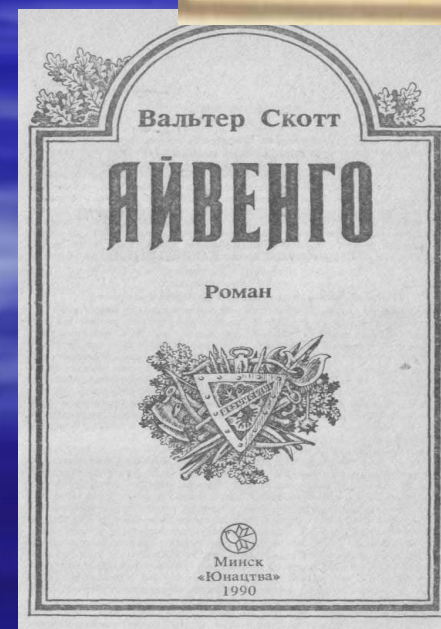 Вальтер Скотт
АЙВЕНГО
Роман
Минск
«Юнацтва»
1990